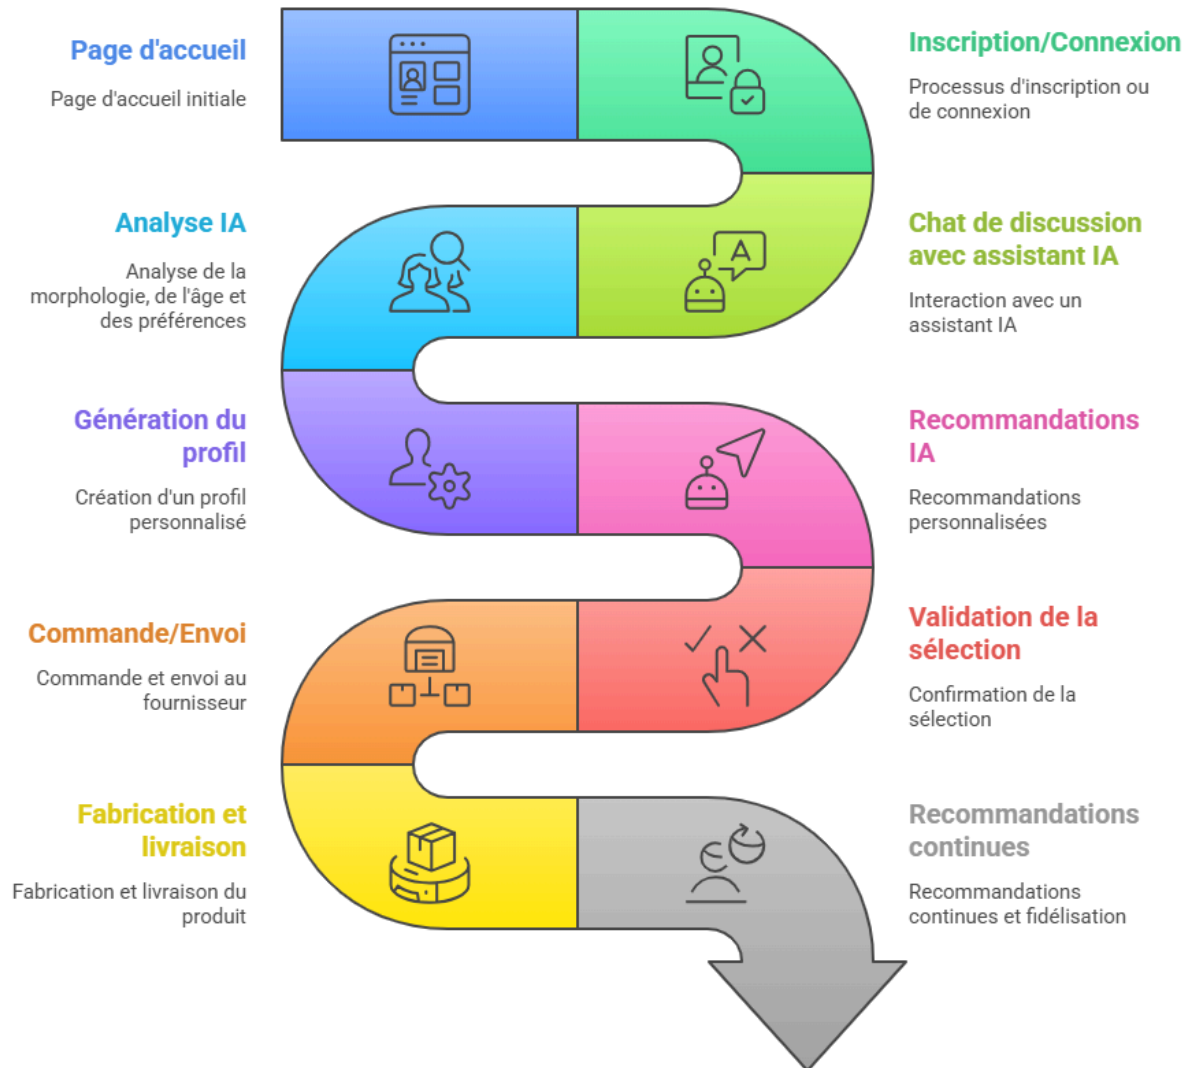 Page d'accueil
Page d'accueil initiale
Inscription/Connexion
Processus d'inscription ou
de connexion
Chat de discussion
avec assistant IA
Interaction avec un
assistant IA
Analyse IA
Analyse de la
morphologie, de l'âge et
des préférences
Génération du
profil
Création d'un profil
personnalisé
Recommandations
IA
Recommandations
personnalisées
Validation de la
sélection
Confirmation de la
sélection
Commande/Envoi
Commande et envoi au
fournisseur
Fabrication et
livraison
Fabrication et livraison du
produit
Recommandations
continues
Recommandations
continues et fidélisation
A